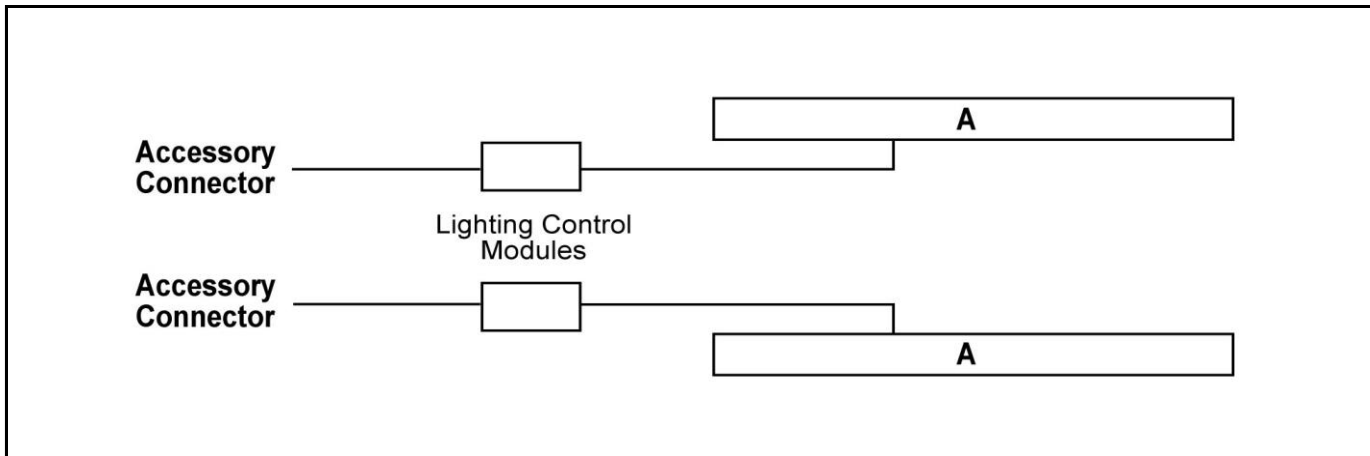 A
Accessory
Connector
Lighting Control
Modules
Accessory
Connector
A